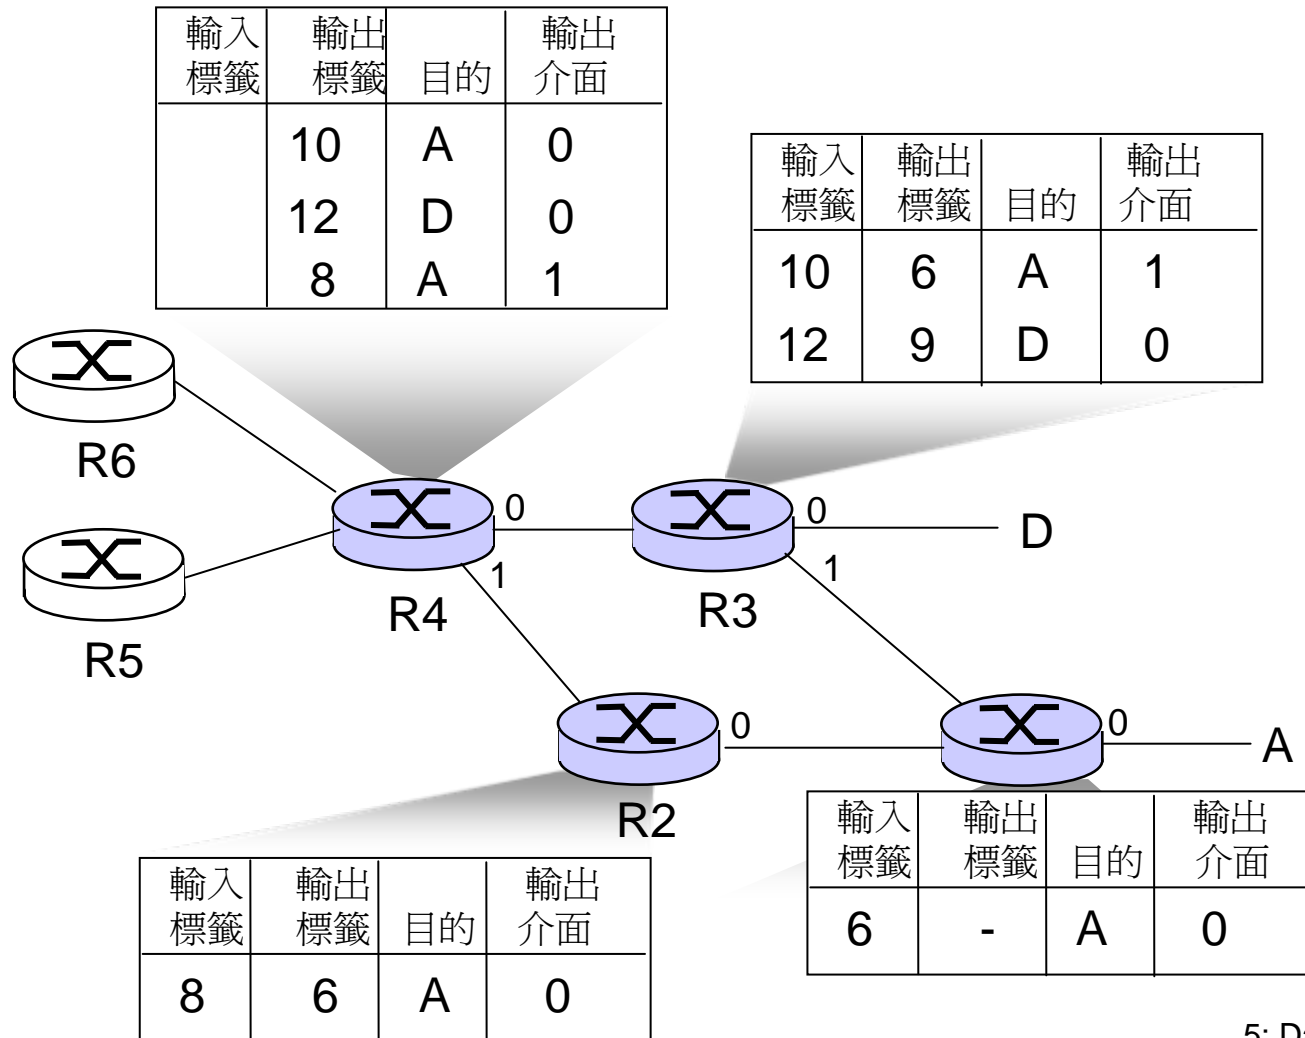 輸入 輸出 輸出
標籤 標籤 目的 介面
10 A 0
12 D 0
8 A 1
輸入 輸出 輸出
標籤 標籤 目的 介面
10 6 A 1
12 9 D 0
R6
0
0
D
1
1
R4
R3
R5
0
0
A
R2
輸入 輸出 輸出
標籤 標籤 目的 介面
6 - A 0
輸入 輸出 輸出
標籤 標籤 目的 介面
8 6 A 0